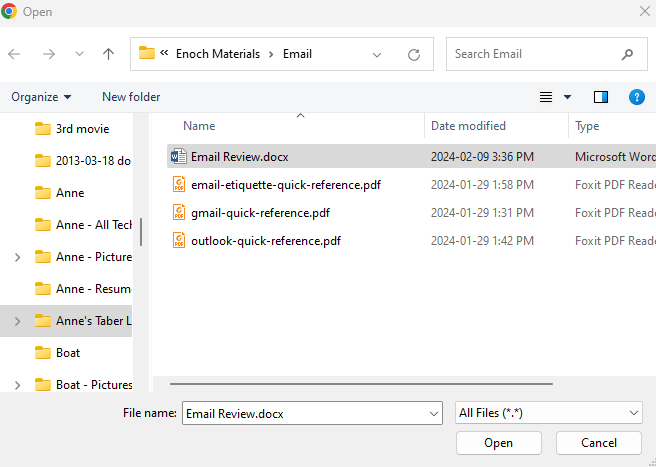 Open
« Enoch Materials > Email
Search Email
Organize
New folder
3rd movie
2013-03-18 do
Anne
Anne - All Tech
Anne - Picture
Anne - Resum
Anne's Taber L
Boat
Boat - Pictures
Name Date modified Type
Email Review.docx 2024-02-09 3:36 PM Microsoft Word
email-etiquette-quick-reference.pdf 2024-01-29 1:58 PM Foxit PDF Reade
gmail-quick-reference.pdf 2024-01-29 1:31 PM Foxit PDF Reade
outlook-quick-reference.pdf 2024-01-29 1:42 PM Foxit PDF Reade
File name: Email Review.docx All Files (*.*)
Open Cancel